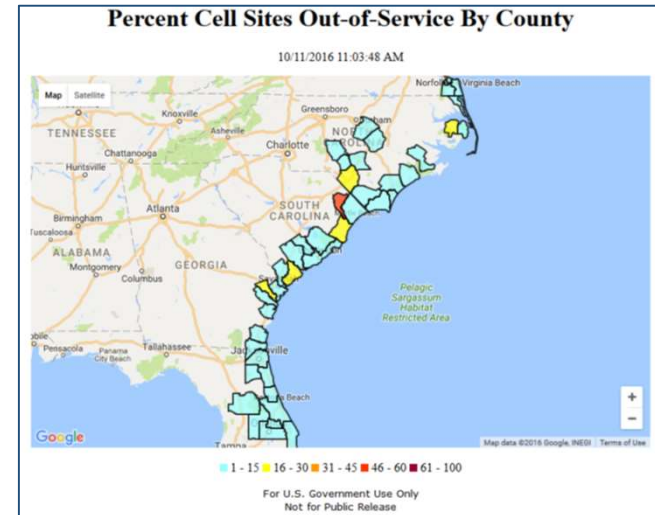 Percent Cell Sites Out-of-Service By County
10/11/2016 11:03:48 AM
Map Satellite
Norfolk Virginia Beach
Knoxville
Greensboro
TENNESSEE
Asheville
Charlotte
Chattanooga
Huntsville
Atlanta
SOUTH
CAROLINA
Birmingham
Tuscaloosa
ALABAMA
Montgomery
Columbus
GEORGIA
Pelagic
Sargassum
Habitat
Restricted Area
Pensacola
Panama
City Beach
Tallahassee
Beach
Tampa
+
−
Google
Map data ©2016 Google, INEGI Terms of Use
1 - 15 16 - 30 31 - 45 46 - 60 61 - 100
For U.S. Government Use Only
Not for Public Release